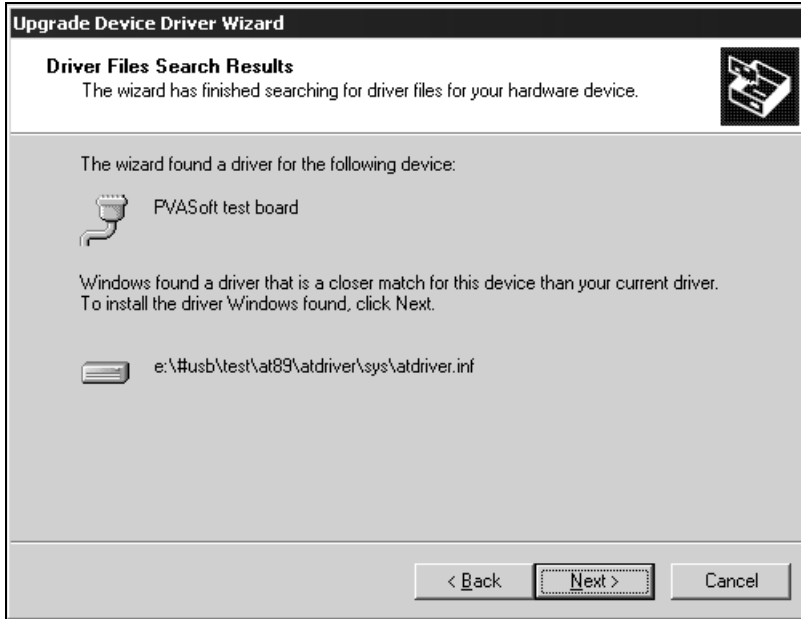 Upgrade Device Driver Wizard
Driver Files Search Results
The wizard has finished searching for driver files for your hardware device.
The wizard found a driver for the following device:
PVASoft test board
Windows found a driver that is a closer match for this device than your current driver.
To install the driver Windows found, click Next.
e:\#usb\test\at89\atdriver\sys\atdriver.inf
< Back
Next >
Cancel